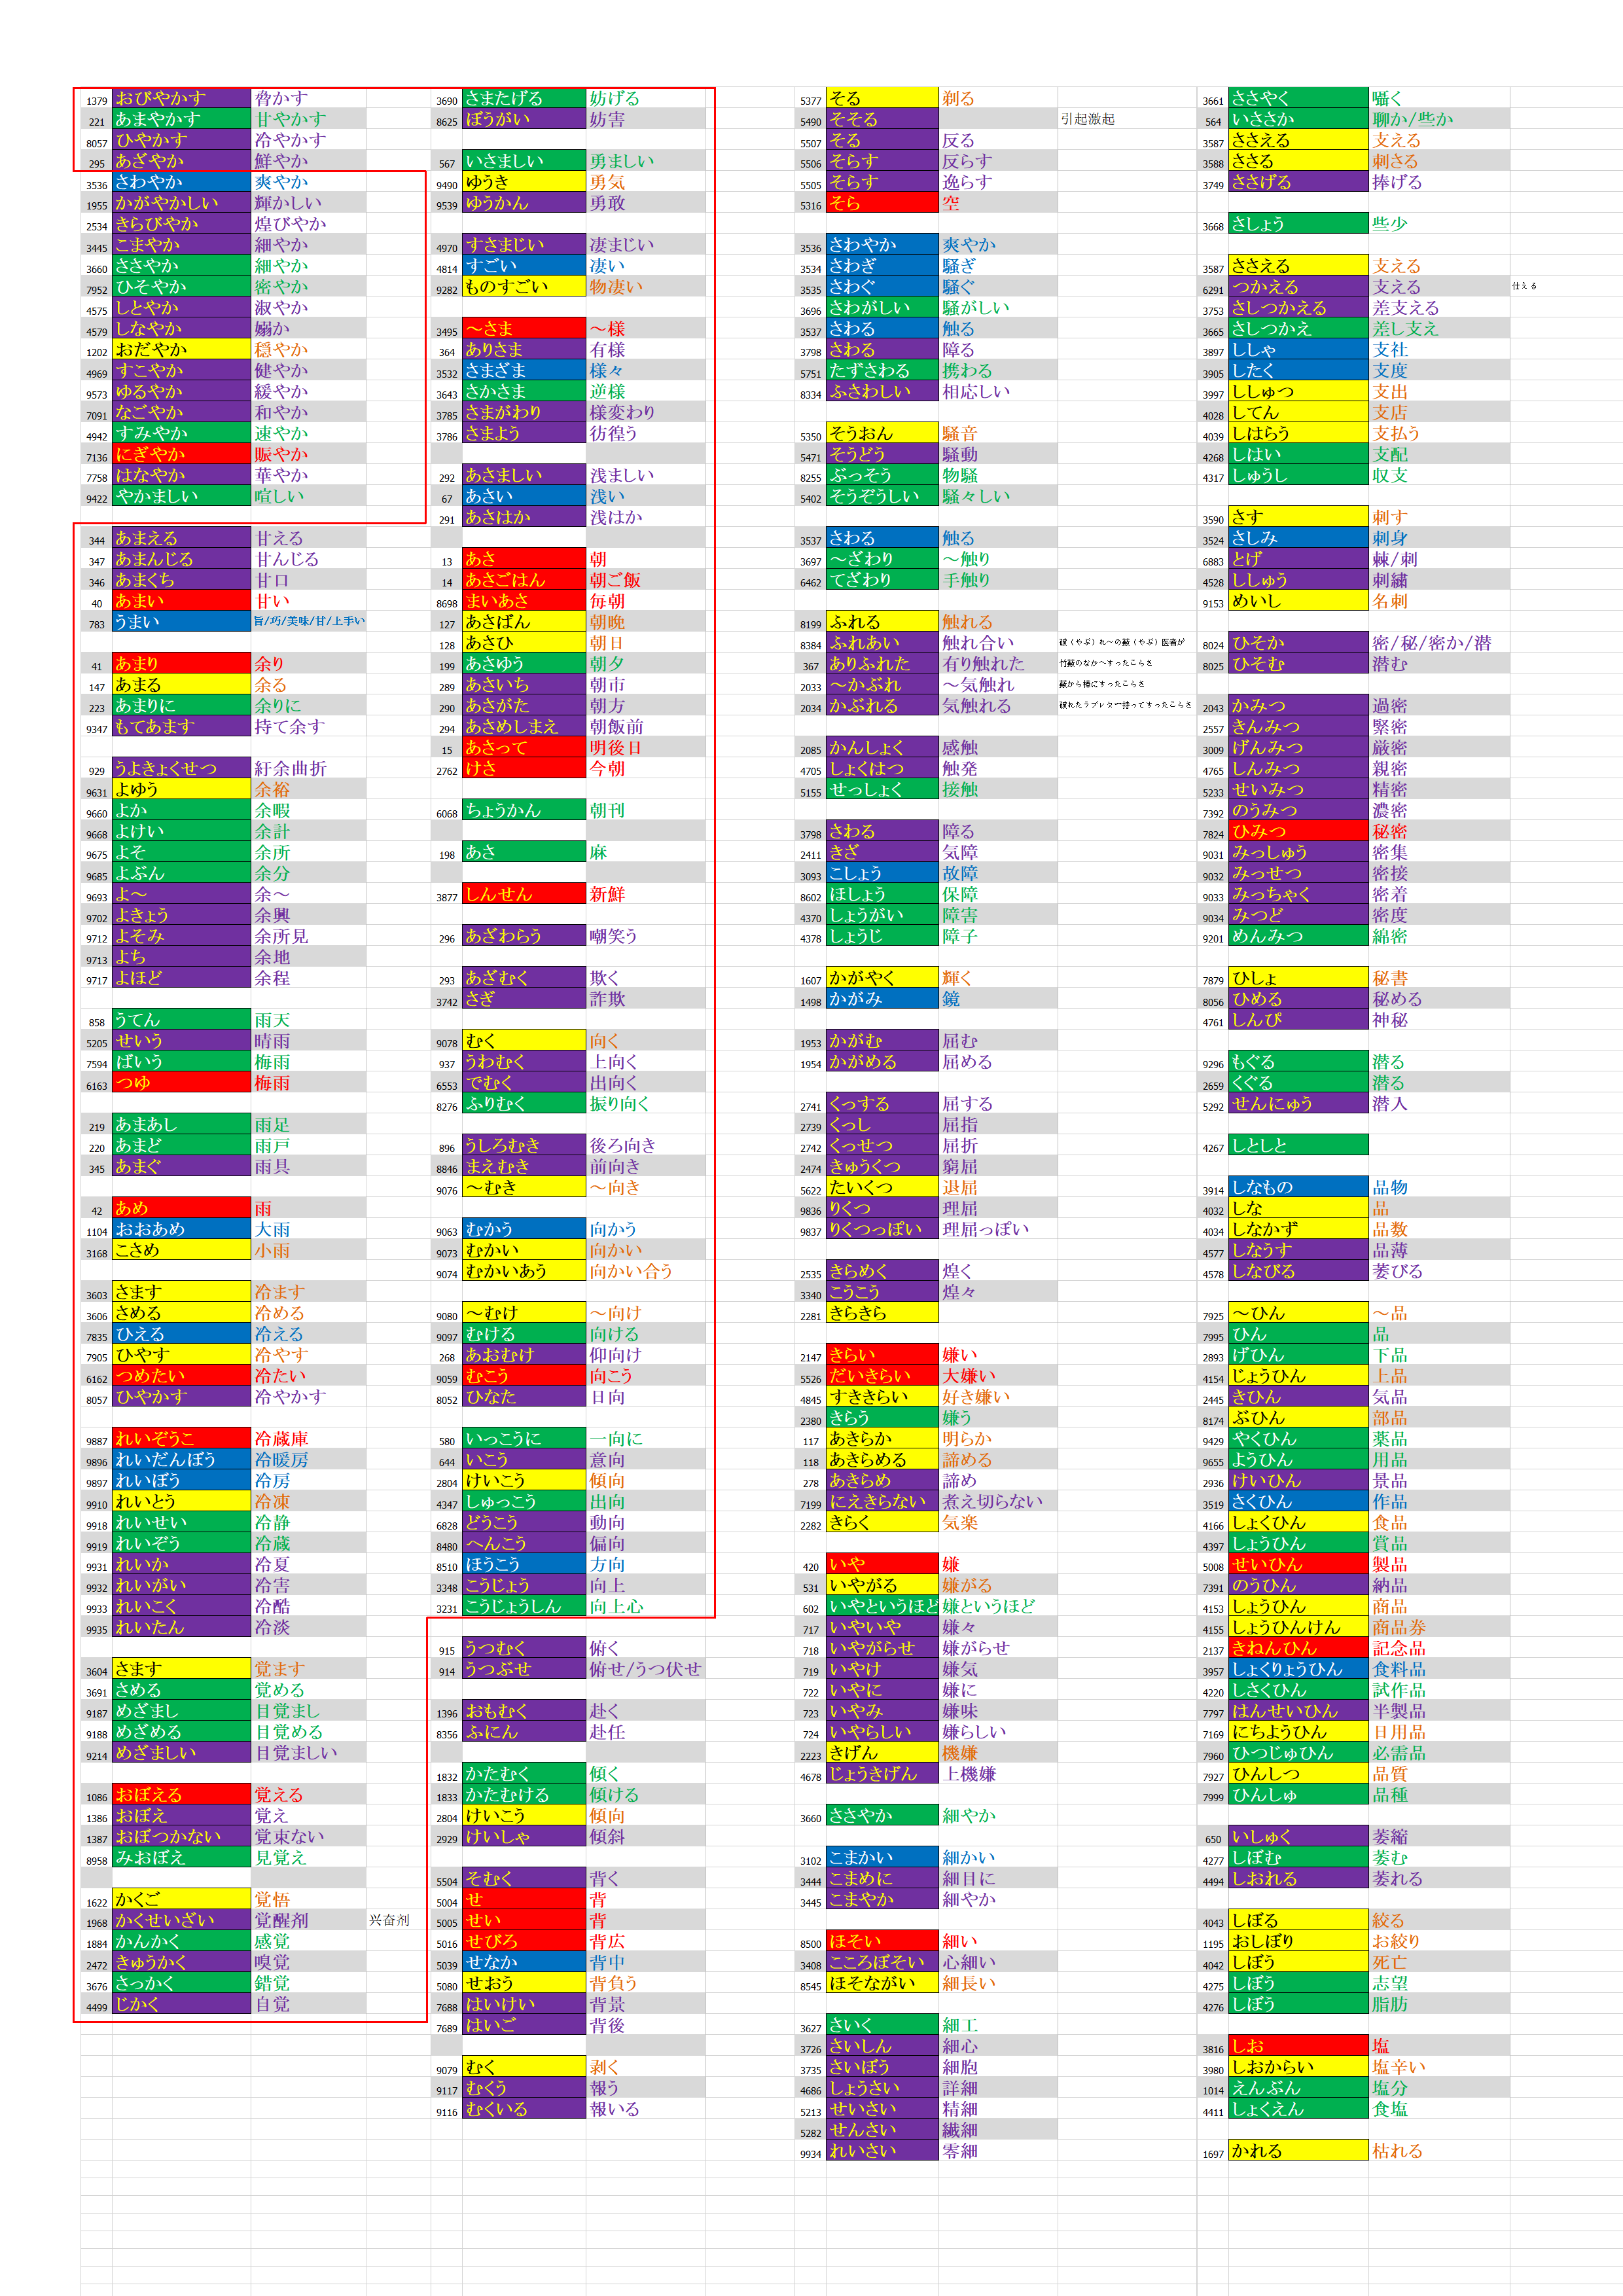 1379 おびやかす 脅かす
221 あまやかす 甘やかす
8057 ひやかす 冷やかす
295 あざやか 鮮やか
3536 さわやか 爽やか
1955 かがやかしい 輝かしい
2534 きらびやか 煌びやか
3445 こまやか 細やか
3660 ささやか 細やか
7952 ひそやか 密やか
4575 しとやか 淑やか
4579 しなやか 嫋か
1202 おだやか 穏やか
4969 すこやか 健やか
9573 ゆるやか 緩やか
7091 なごやか 和やか
4942 すみやか 速やか
7136 にぎやか 賑やか
7758 はなやか 華やか
9422 やかましい 喧しい
344 あまえる 甘える
347 あまんじる 甘んじる
346 あまくち 甘口
40 あまい 甘い
783 うまい 旨/巧/美味/甘/上手い
41 あまり 余り
147 あまる 余る
223 あまりに 余りに
9347 もてあます 持て余す
929 うよきょくせつ 紆余曲折
9631 よゆう 余裕
9660 よか 余暇
9668 よけい 余計
9675 よそ 余所
9685 よぶん 余分
9693 よ～ 余～
9702 よきょう 余興
9712 よそみ 余所見
9713 よち 余地
9717 よほど 余程
858 うてん 雨天
5205 せいう 晴雨
7594 ばいう 梅雨
6163 つゆ 梅雨
219 あまあし 雨足
220 あまど 雨戸
345 あまぐ 雨具
42 あめ 雨
1104 おおあめ 大雨
3168 こさめ 小雨
3603 さます 冷ます
3606 さめる 冷める
7835 ひえる 冷える
7905 ひやす 冷やす
6162 つめたい 冷たい
8057 ひやかす 冷やかす
9887 れいぞうこ 冷蔵庫
9896 れいだんぼう 冷暖房
9897 れいぼう 冷房
9910 れいとう 冷凍
9918 れいせい 冷静
9919 れいぞう 冷蔵
9931 れいか 冷夏
9932 れいがい 冷害
9933 れいこく 冷酷
9935 れいたん 冷淡
3604 さます 覚ます
3691 さめる 覚める
9187 めざまし 目覚まし
9188 めざめる 目覚める
9214 めざましい 目覚ましい
1086 おぼえる 覚える
1386 おぼえ 覚え
1387 おぼつかない 覚束ない
8958 みおぼえ 見覚え
1622 かくご 覚悟
1968 かくせいざい 覚醒剤 兴奋剂
1884 かんかく 感覚
2472 きゅうかく 嗅覚
3676 さっかく 錯覚
4499 じかく 自覚
3690 さまたげる 妨げる
8625 ぼうがい 妨害
567 いさましい 勇ましい
9490 ゆうき 勇気
9539 ゆうかん 勇敢
4970 すさまじい 凄まじい
4814 すごい 凄い
9282 ものすごい 物凄い
3495 ～さま ～様
364 ありさま 有様
3532 さまざま 様々
3643 さかさま 逆様
3785 さまがわり 様変わり
3786 さまよう 彷徨う
292 あさましい 浅ましい
67 あさい 浅い
291 あさはか 浅はか
13 あさ 朝
14 あさごはん 朝ご飯
8698 まいあさ 毎朝
127 あさばん 朝晩
128 あさひ 朝日
199 あさゆう 朝夕
289 あさいち 朝市
290 あさがた 朝方
294 あさめしまえ 朝飯前
15 あさって 明後日
2762 けさ 今朝
6068 ちょうかん 朝刊
198 あさ 麻
3877 しんせん 新鮮
296 あざわらう 嘲笑う
293 あざむく 欺く
3742 さぎ 詐欺
9078 むく 向く
937 うわむく 上向く
6553 でむく 出向く
8276 ふりむく 振り向く
896 うしろむき 後ろ向き
8846 まえむき 前向き
9076 ～むき ～向き
9063 むかう 向かう
9073 むかい 向かい
9074 むかいあう 向かい合う
9080 ～むけ ～向け
9097 むける 向ける
268 あおむけ 仰向け
9059 むこう 向こう
8052 ひなた 日向
580 いっこうに 一向に
644 いこう 意向
2804 けいこう 傾向
4347 しゅっこう 出向
6828 どうこう 動向
8480 へんこう 偏向
8510 ほうこう 方向
3348 こうじょう 向上
3231 こうじょうしん 向上心
915 うつむく 俯く
914 うつぶせ 俯せ/うつ伏せ
1396 おもむく 赴く
8356 ふにん 赴任
1832 かたむく 傾く
1833 かたむける 傾ける
2804 けいこう 傾向
2929 けいしゃ 傾斜
5504 そむく 背く
5004 せ 背
5005 せい 背
5016 せびろ 背広
5039 せなか 背中
5080 せおう 背負う
7688 はいけい 背景
7689 はいご 背後
9079 むく 剥く
9117 むくう 報う
9116 むくいる 報いる
5377 そる 剃る
5490 そそる 引起激起
5507 そる 反る
5506 そらす 反らす
5505 そらす 逸らす
5316 そら 空
3536 さわやか 爽やか
3534 さわぎ 騒ぎ
3535 さわぐ 騒ぐ
3696 さわがしい 騒がしい
3537 さわる 触る
3798 さわる 障る
5751 たずさわる 携わる
8334 ふさわしい 相応しい
5350 そうおん 騒音
5471 そうどう 騒動
8255 ぶっそう 物騒
5402 そうぞうしい 騒々しい
3537 さわる 触る
3697 ～ざわり ～触り
6462 てざわり 手触り
8199 ふれる 触れる
8384 ふれあい 触れ合い 破（やぶ）れ～の藪（やぶ）医者が
367 ありふれた 有り触れた 竹藪のなかへすったこらさ
2033 ～かぶれ ～気触れ 藪から棒にすったこらさ
2034 かぶれる 気触れる 破れたラブレター持ってすったこらさ
2085 かんしょく 感触
4705 しょくはつ 触発
5155 せっしょく 接触
3798 さわる 障る
2411 きざ 気障
3093 こしょう 故障
8602 ほしょう 保障
4370 しょうがい 障害
4378 しょうじ 障子
1607 かがやく 輝く
1498 かがみ 鏡
1953 かがむ 屈む
1954 かがめる 屈める
2741 くっする 屈する
2739 くっし 屈指
2742 くっせつ 屈折
2474 きゅうくつ 窮屈
5622 たいくつ 退屈
9836 りくつ 理屈
9837 りくつっぽい 理屈っぽい
2535 きらめく 煌く
3340 こうこう 煌々
2281 きらきら
2147 きらい 嫌い
5526 だいきらい 大嫌い
4845 すききらい 好き嫌い
2380 きらう 嫌う
117 あきらか 明らか
118 あきらめる 諦める
278 あきらめ 諦め
7199 にえきらない 煮え切らない
2282 きらく 気楽
420 いや 嫌
531 いやがる 嫌がる
602 いやというほど 嫌というほど
717 いやいや 嫌々
718 いやがらせ 嫌がらせ
719 いやけ 嫌気
722 いやに 嫌に
723 いやみ 嫌味
724 いやらしい 嫌らしい
2223 きげん 機嫌
4678 じょうきげん 上機嫌
3660 ささやか 細やか
3102 こまかい 細かい
3444 こまめに 細目に
3445 こまやか 細やか
8500 ほそい 細い
3408 こころぼそい 心細い
8545 ほそながい 細長い
3627 さいく 細工
3726 さいしん 細心
3735 さいぼう 細胞
4686 しょうさい 詳細
5213 せいさい 精細
5282 せんさい 繊細
9934 れいさい 零細
3661 ささやく 囁く
564 いささか 聊か/些か
3587 ささえる 支える
3588 ささる 刺さる
3749 ささげる 捧げる
3668 さしょう 些少
3587 ささえる 支える
6291 つかえる 支える 仕える
3753 さしつかえる 差支える
3665 さしつかえ 差し支え
3897 ししゃ 支社
3905 したく 支度
3997 ししゅつ 支出
4028 してん 支店
4039 しはらう 支払う
4268 しはい 支配
4317 しゅうし 収支
3590 さす 刺す
3524 さしみ 刺身
6883 とげ 棘/刺
4528 ししゅう 刺繍
9153 めいし 名刺
8024 ひそか 密/秘/密か/潜
8025 ひそむ 潜む
2043 かみつ 過密
2557 きんみつ 緊密
3009 げんみつ 厳密
4765 しんみつ 親密
5233 せいみつ 精密
7392 のうみつ 濃密
7824 ひみつ 秘密
9031 みっしゅう 密集
9032 みっせつ 密接
9033 みっちゃく 密着
9034 みつど 密度
9201 めんみつ 綿密
7879 ひしょ 秘書
8056 ひめる 秘める
4761 しんぴ 神秘
9296 もぐる 潜る
2659 くぐる 潜る
5292 せんにゅう 潜入
4267 しとしと
3914 しなもの 品物
4032 しな 品
4034 しなかず 品数
4577 しなうす 品薄
4578 しなびる 萎びる
7925 ～ひん ～品
7995 ひん 品
2893 げひん 下品
4154 じょうひん 上品
2445 きひん 気品
8174 ぶひん 部品
9429 やくひん 薬品
9655 ようひん 用品
2936 けいひん 景品
3519 さくひん 作品
4166 しょくひん 食品
4397 しょうひん 賞品
5008 せいひん 製品
7391 のうひん 納品
4153 しょうひん 商品
4155 しょうひんけん 商品券
2137 きねんひん 記念品
3957 しょくりょうひん 食料品
4220 しさくひん 試作品
7797 はんせいひん 半製品
7169 にちようひん 日用品
7960 ひつじゅひん 必需品
7927 ひんしつ 品質
7999 ひんしゅ 品種
650 いしゅく 萎縮
4277 しぼむ 萎む
4494 しおれる 萎れる
4043 しぼる 絞る
1195 おしぼり お絞り
4042 しぼう 死亡
4275 しぼう 志望
4276 しぼう 脂肪
3816 しお 塩
3980 しおからい 塩辛い
1014 えんぶん 塩分
4411 しょくえん 食塩
1697 かれる 枯れる